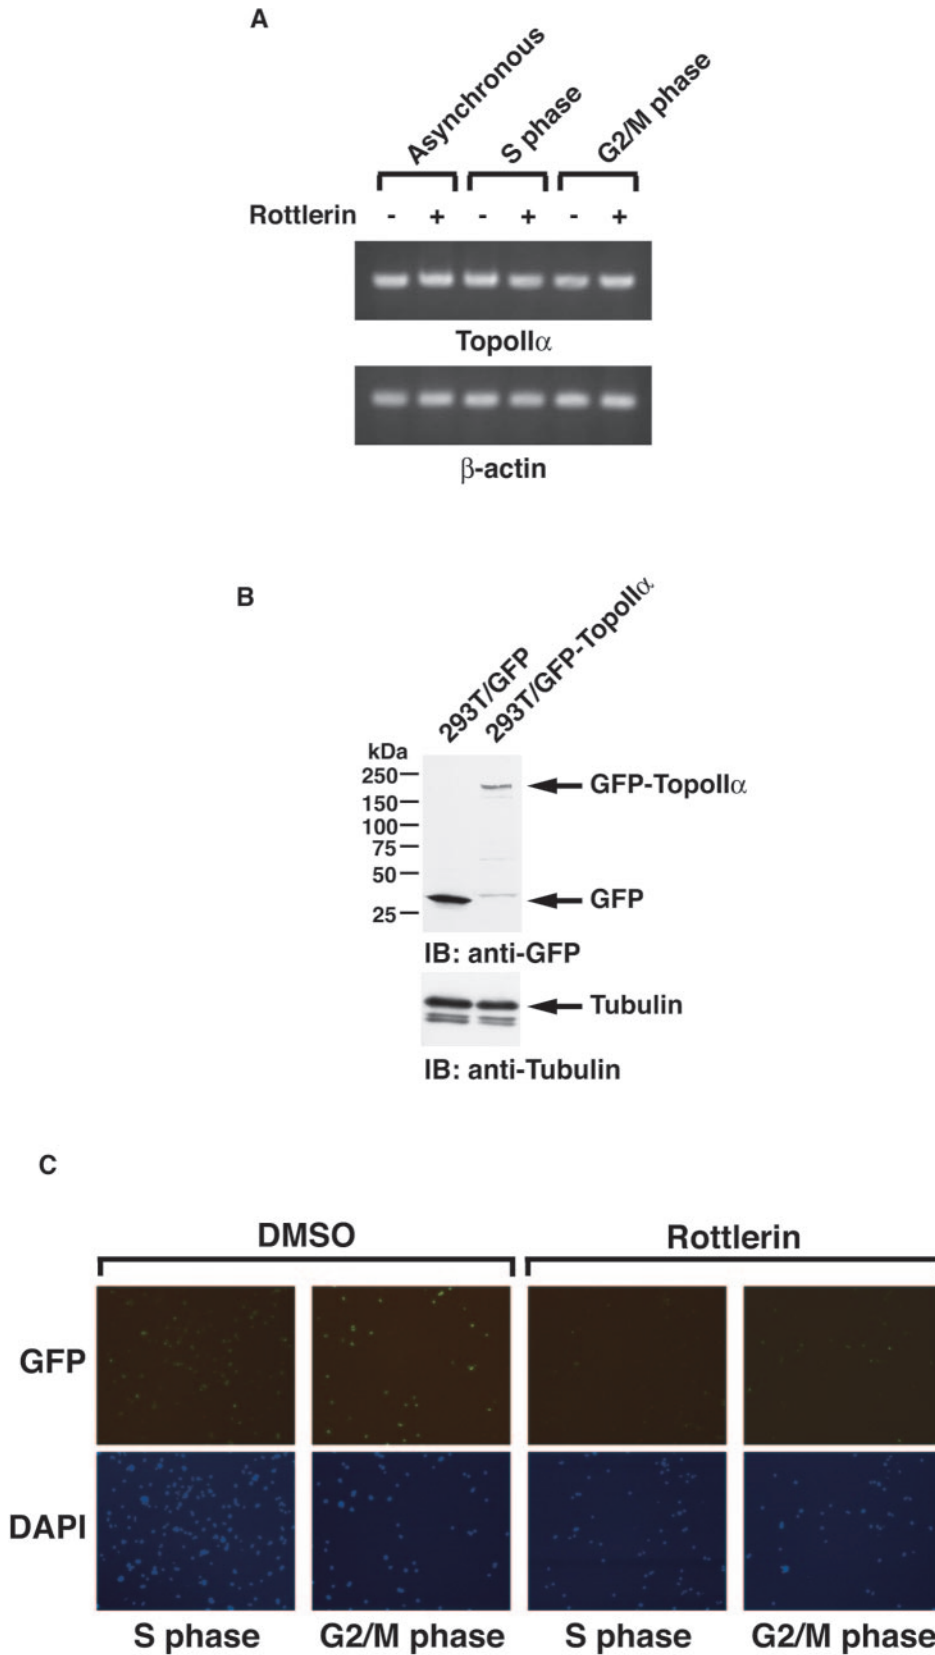 A
Asynchronous
S phase
G2/M phase
Rottlerin - + - + - +
TopoIIα
β-actin
B
293T/GFP
293T/GFP-TopoIIα
kDa
250
150
100
75
50
25
GFP-TopoIIα
GFP
IB: anti-GFP
Tubulin
IB: anti-Tubulin
C
DMSO Rottlerin
GFP
DAPI
S phase G2/M phase S phase G2/M phase